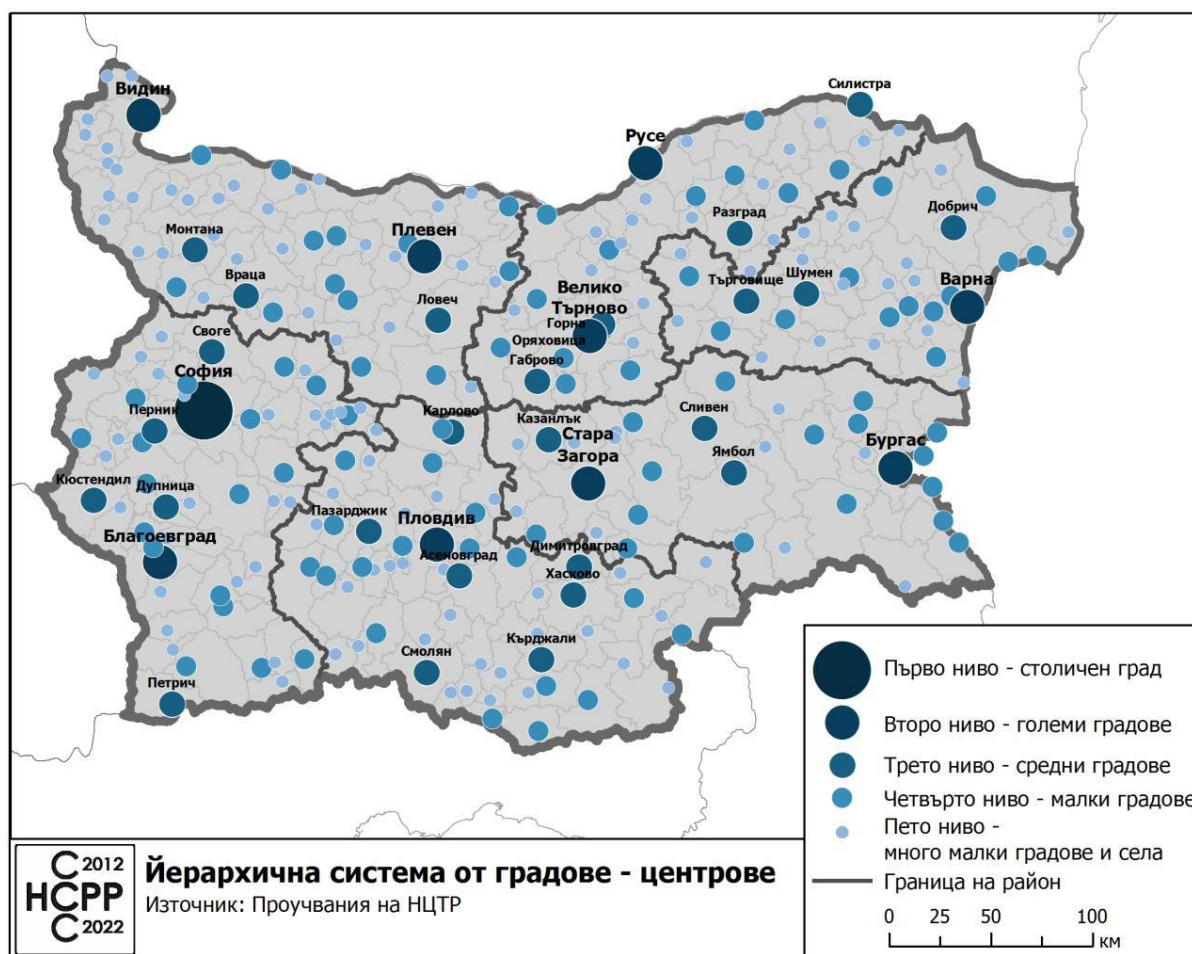 Видин
Силистра
Русе
Добрич
Разград
Монтана
Плевен
Враца
Търговище
Шумен
Варна
Ловеч
Велико
Търново
Горна
Оряховица
Своге
София
Габрово
Перник
Карлово
Казанлък
Сливен
Стара
Загора
Бургас
Ямбол
Кюстендил
Дупница
Пазарджик
Пловдив
Благоевград
Асеновград
Димитровград
Хасково
Кърджали
Смолян
Петрич
Първо ниво - столичен град
Второ ниво - големи градове
Трето ниво - средни градове
Четвърто ниво - малки градове
Пето ниво -
много малки градове и села
Граница на район
0 25 50 100
км
С 2012
НСРР
С 2022
Йерархична система от градове - центрове
Източник: Проучвания на НЦТР